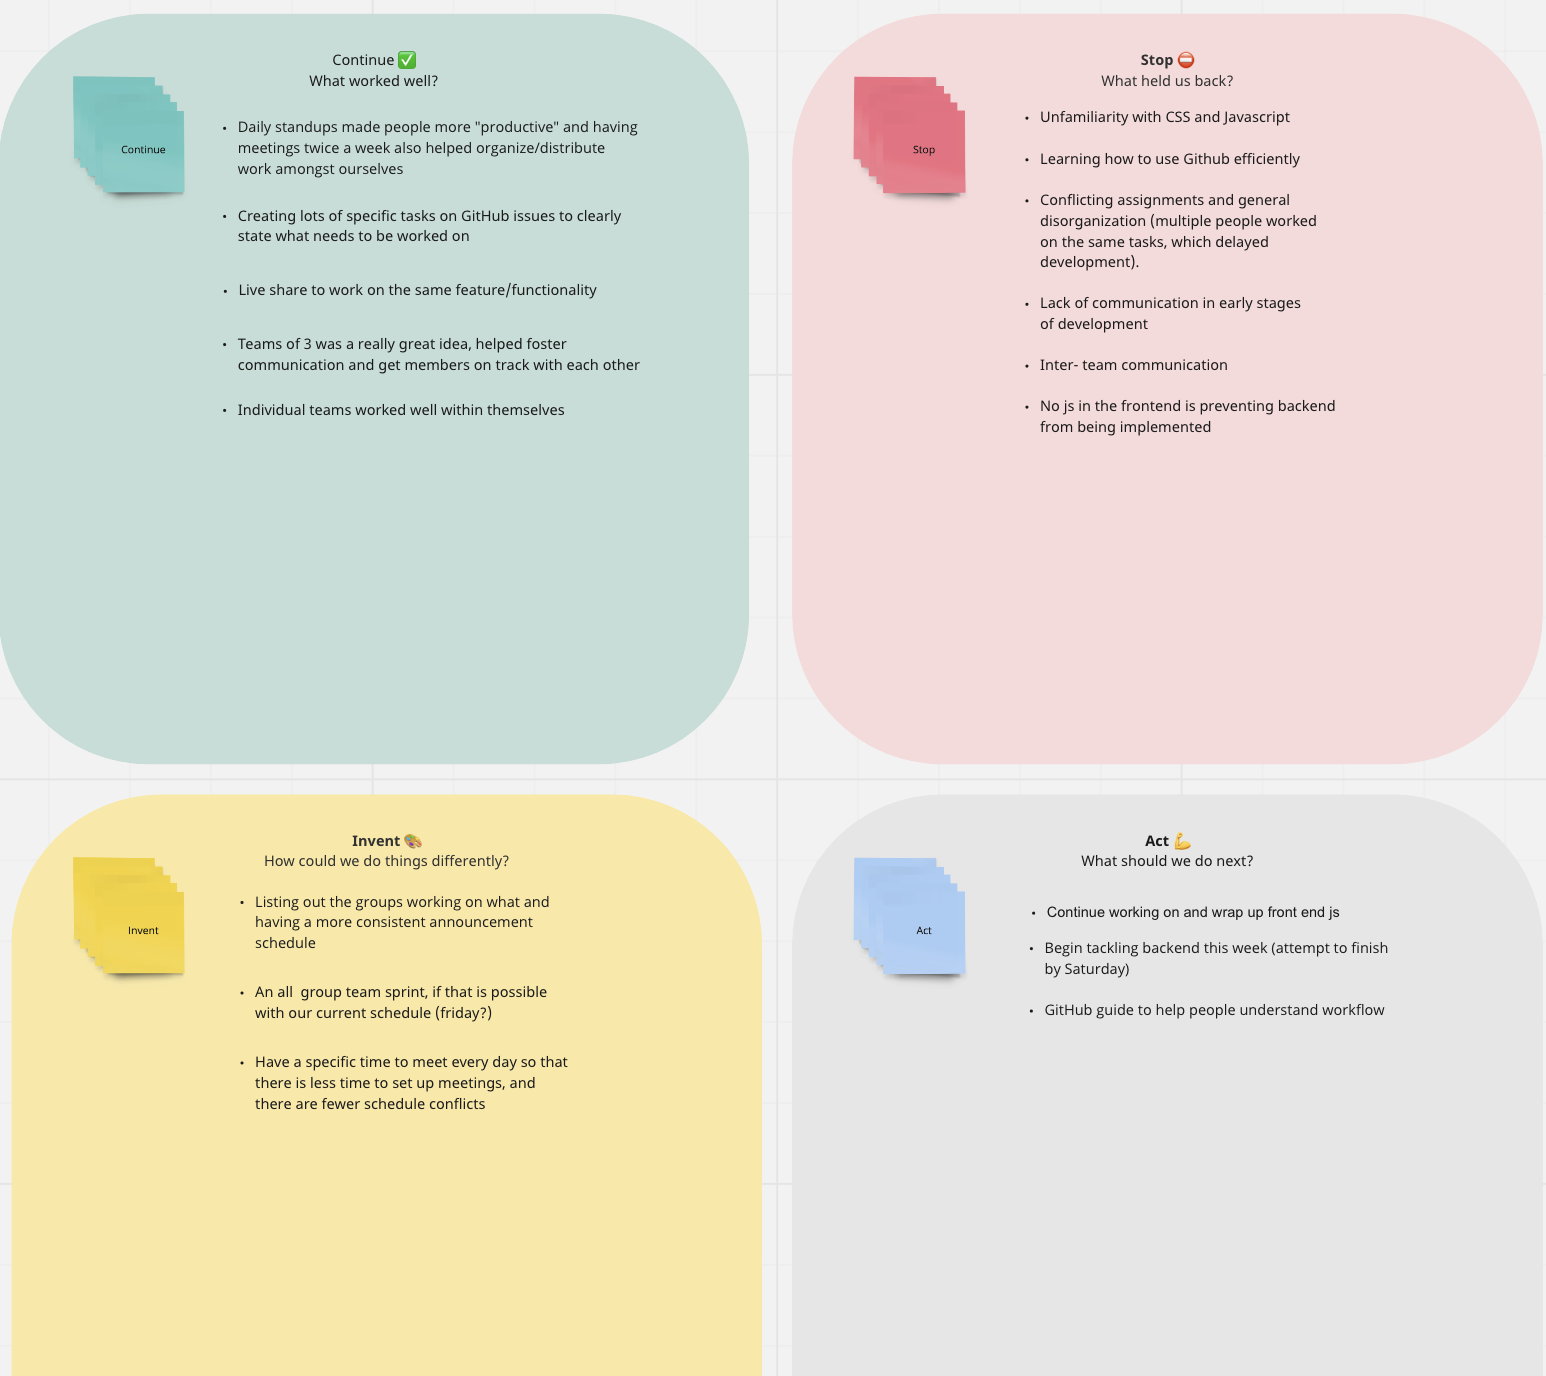 Continue ✅
What worked well?
Continue
• Daily standups made people more "productive" and having
meetings twice a week also helped organize/distribute
work amongst ourselves
• Creating lots of specific tasks on GitHub issues to clearly
state what needs to be worked on
• Live share to work on the same feature/functionality
• Teams of 3 was a really great idea, helped foster
communication and get members on track with each other
• Individual teams worked well within themselves
Stop ⛔
What held us back?
Stop
• Unfamiliarity with CSS and Javascript
• Learning how to use Github efficiently
• Conflicting assignments and general
disorganization (multiple people worked
on the same tasks, which delayed
development).
• Lack of communication in early stages
of development
• Inter- team communication
• No js in the frontend is preventing backend
from being implemented
Invent 🎨
How could we do things differently?
Invent
• Listing out the groups working on what and
having a more consistent announcement
schedule
• An all  group team sprint, if that is possible
with our current schedule (friday?)
• Have a specific time to meet every day so that
there is less time to set up meetings, and
there are fewer schedule conflicts
Act 💪
What should we do next?
Act
• Continue working on and wrap up front end js
• Begin tackling backend this week (attempt to finish
by Saturday)
• GitHub guide to help people understand workflow